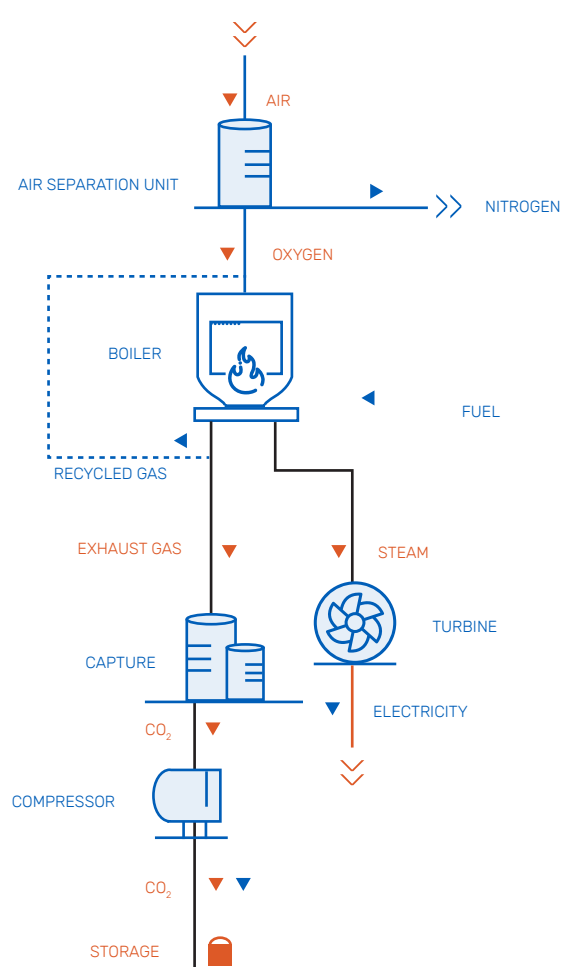 AIR
AIR SEPARATION UNIT
NITROGEN
OXYGEN
BOILER
FUEL
RECYCLED GAS
EXHAUST GAS
STEAM
TURBINE
CAPTURE
ELECTRICITY
CO₂
COMPRESSOR
CO₂
STORAGE